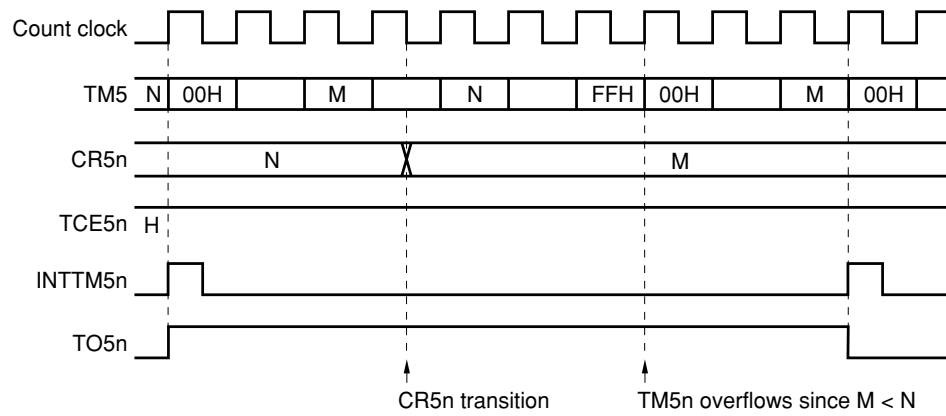 Count clock
TM5 N 00H M N FFH 00H M 00H
CR5n N M
TCE5n H
INTTM5n
TO5n
CR5n transition TM5n overflows since M < N